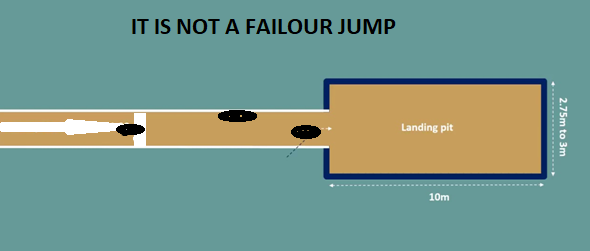 IT IS NOT A FAILOUR JUMP
Landing pit
2.75m to 3m
10m